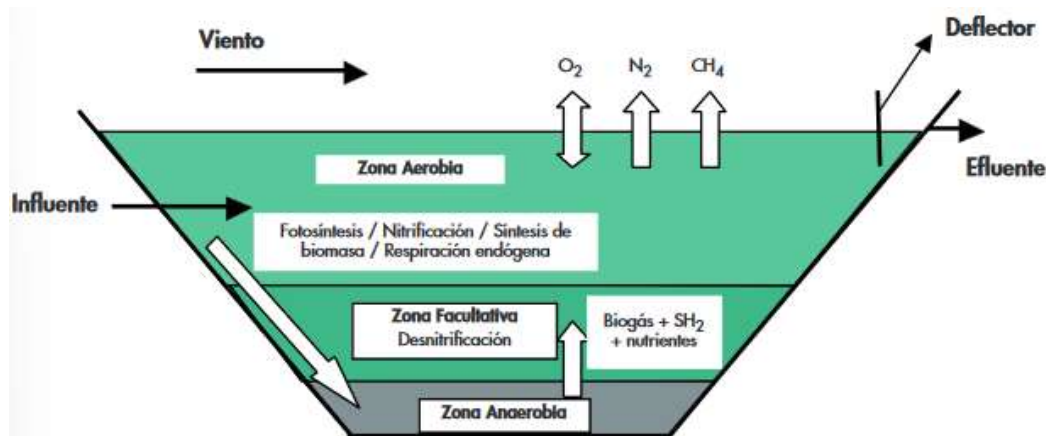 Viento
Deflector
O2 N2 CH4
Efluente
Zona Aerobia
Influente
Fotosíntesis / Nitrificación / Síntesis de
biomasa / Respiración endógena
Zona Facultativa
Desnitrificación
Biogás + SH2
+ nutrientes
Zona Anaerobia